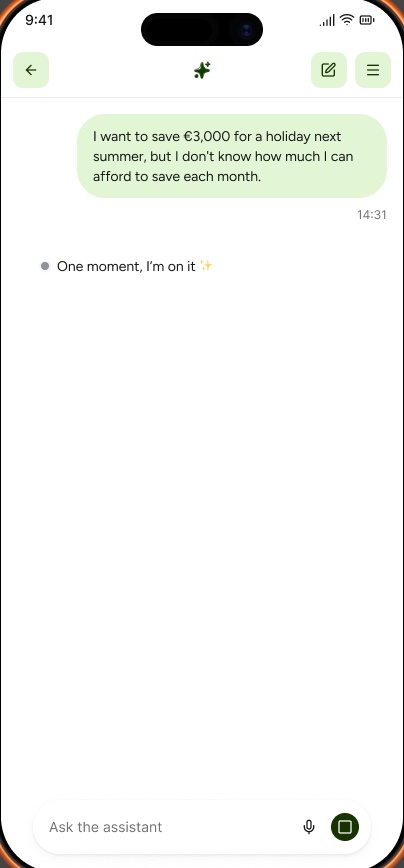 9:41
I want to save €3,000 for a holiday next
summer, but I don't know how much I can
afford to save each month.
14:31
One moment, I’m on it ✨
Ask the assistant